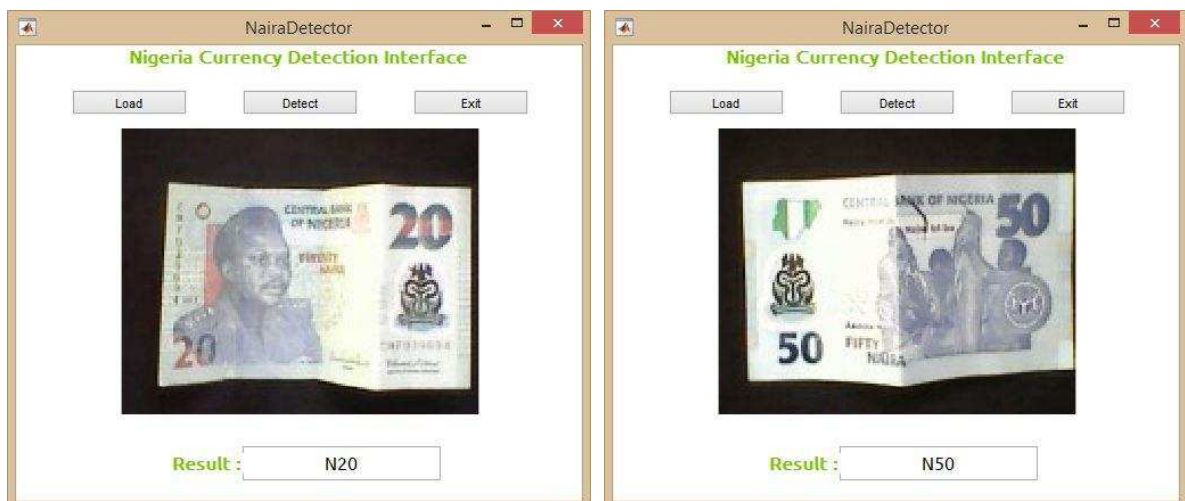 NairaDetector
Nigeria Currency Detection Interface
Load Detect Exit
CENTRAL BANK
OF NIGERIA
20
TWENTY
NAIRA
20
Result : N20
NairaDetector
Nigeria Currency Detection Interface
Load Detect Exit
CENTRAL BANK OF NIGERIA
50
50
FIFTY
NAIRA
Result : N50